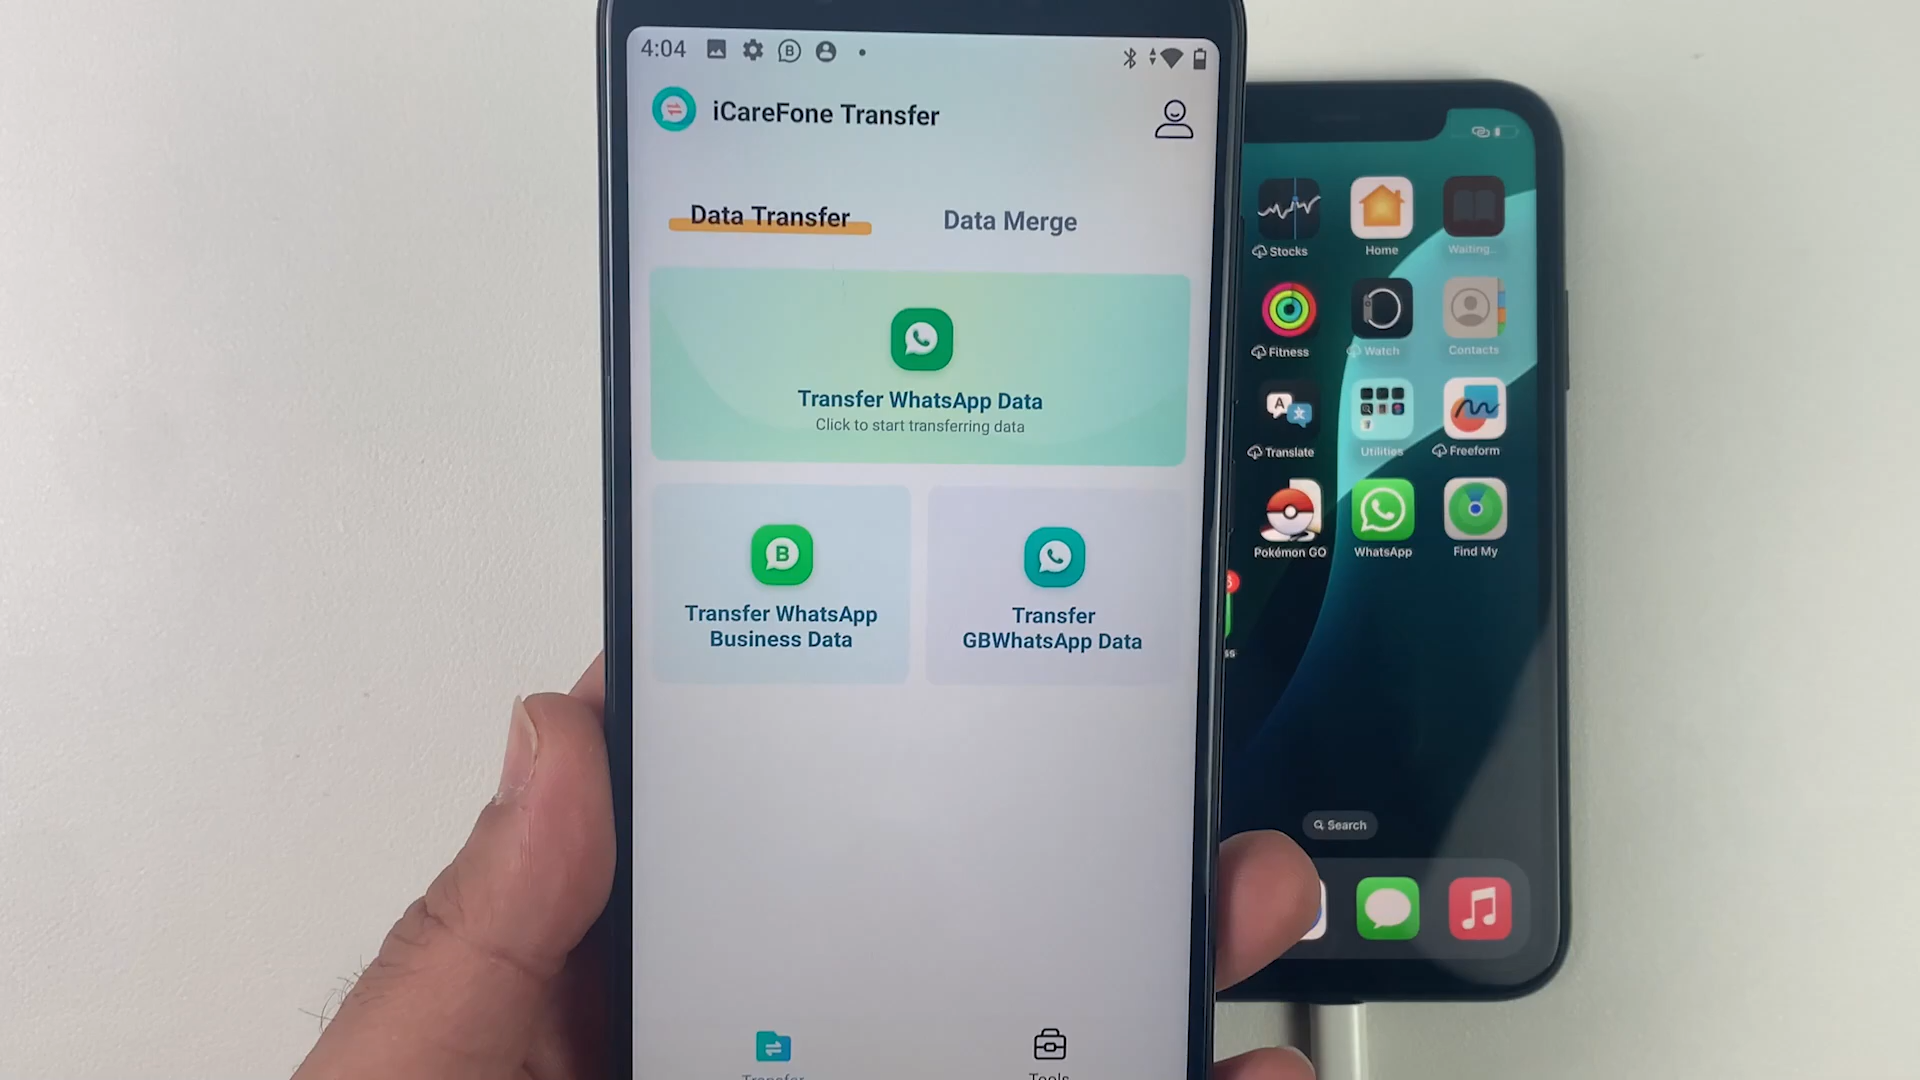 4:04
iCareFone Transfer
Data Transfer
Data Merge
Transfer WhatsApp Data
Click to start transferring data
B
Transfer WhatsApp
Business Data
Transfer
GBWhatsApp Data
Transfer
Tools
Stocks
Home
Waiting...
Fitness
Watch
Contacts
A
文
Translate
Utilities
Freeform
Pokémon GO
WhatsApp
Find My
ss
Search